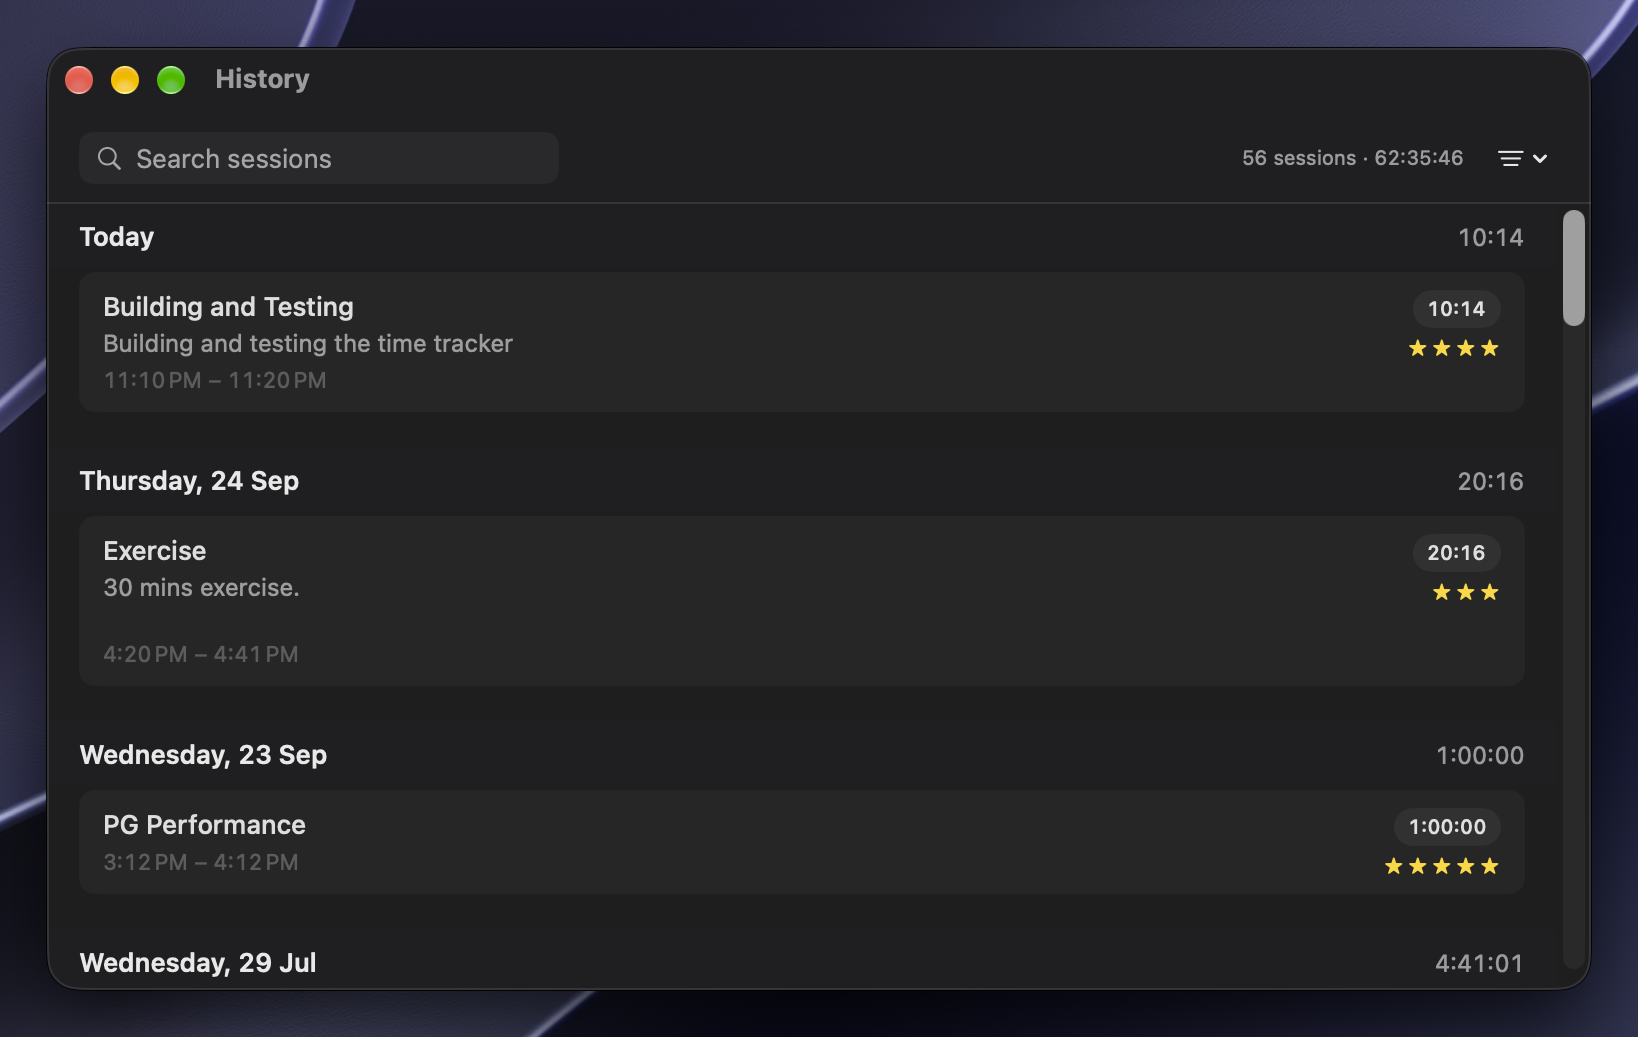 History
Search sessions
56 sessions · 62:35:46
Today
10:14
Building and Testing
10:14
Building and testing the time tracker
11:10 PM – 11:20 PM
Thursday, 24 Sep
20:16
Exercise
20:16
30 mins exercise.
4:20 PM – 4:41 PM
Wednesday, 23 Sep
1:00:00
PG Performance
1:00:00
3:12 PM – 4:12 PM
Wednesday, 29 Jul
4:41:01